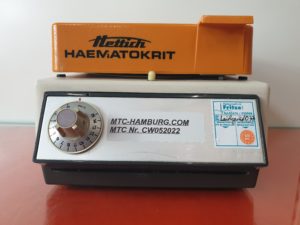 Hettich
HAEMATOKRIT
MTC-HAMBURG.COM
MTC Nr. CW052022